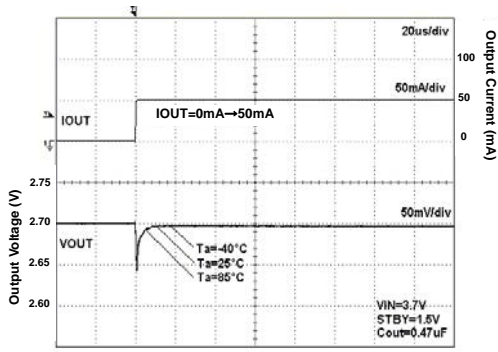 20us/div
100
50mA/div
50
IOUT
IOUT=0mA→50mA
0
Output Current (mA)
2.75
2.70
50mV/div
VOUT
Ta=-40°C
2.65
Ta=25°C
Ta=85°C
2.60
VIN=3.7V
STBY=1.5V
Cout=0.47uF
Output Voltage (V)